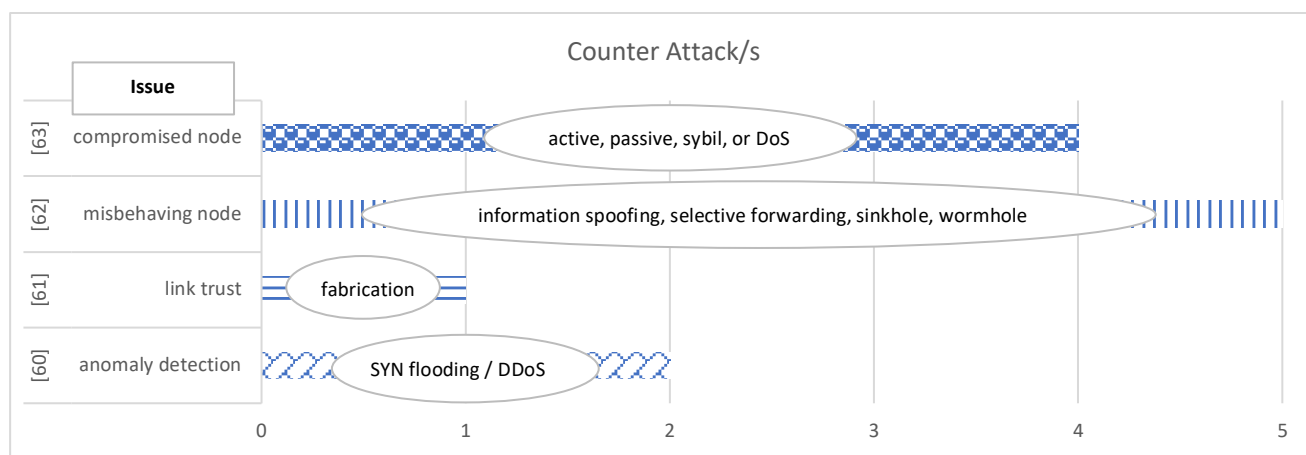 Counter Attack/s
Issue
[63] compromised node active, passive, sybil, or DoS
[62] misbehaving node information spoofing, selective forwarding, sinkhole, wormhole
[61] link trust fabrication
[60] anomaly detection SYN flooding / DDoS
0 1 2 3 4 5